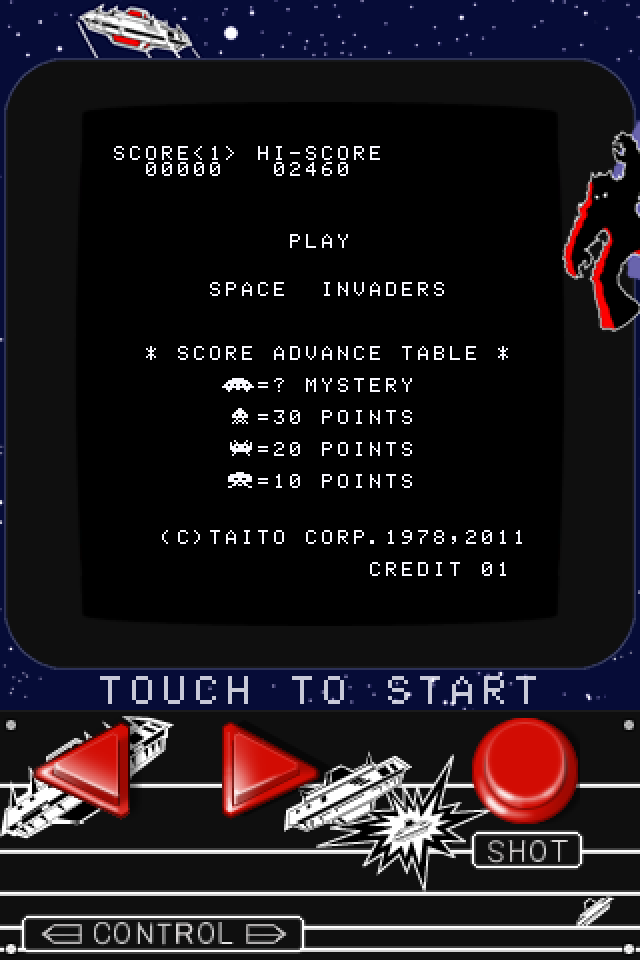 SCORE<1> HI-SCORE
00000 02460
PLAY
SPACE INVADERS
* SCORE ADVANCE TABLE *
=? MYSTERY
=30 POINTS
=20 POINTS
=10 POINTS
(C)TAITO CORP.1978,2011
CREDIT 01
TOUCH TO START
SHOT
CONTROL